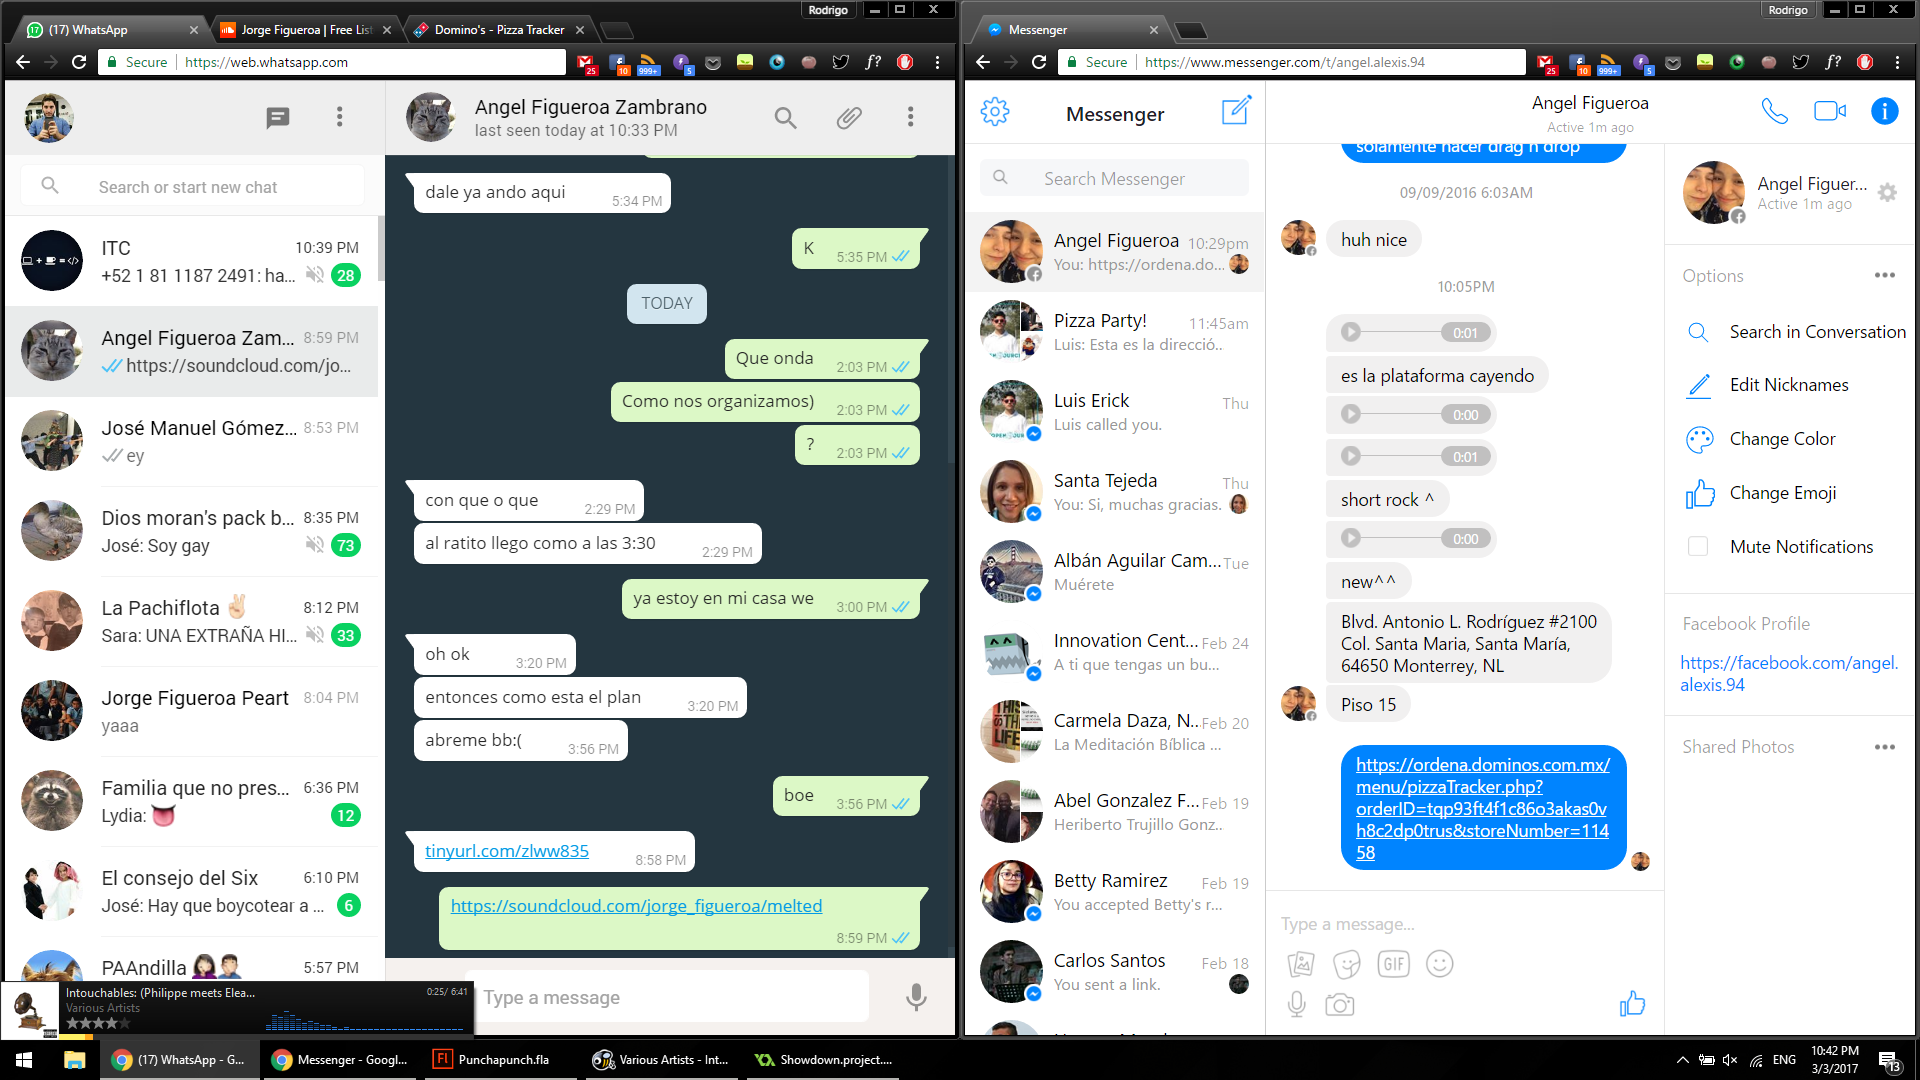 Rodrigo
(17) WhatsApp
Jorge Figueroa | Free List
Domino's - Pizza Tracker
Secure
https://web.whatsapp.com
25
10
999+
5
f?
Search or start new chat
ITC
10:39 PM
+52 1 81 1187 2491: ha...
28
Angel Figueroa Zam...
8:59 PM
https://soundcloud.com/jo...
José Manuel Gómez...
8:53 PM
ey
Dios moran's pack b...
8:35 PM
José: Soy gay
73
La Pachiflota ✌🏻
8:12 PM
Sara: UNA EXTRAÑA HI...
33
Jorge Figueroa Peart
8:04 PM
yaaa
Familia que no pres...
6:36 PM
Lydia: 👅
12
El consejo del Six
6:10 PM
José: Hay que boycotear a ...
6
PAAndilla
5:57 PM
Angel Figueroa Zambrano
last seen today at 10:33 PM
dale ya ando aqui
5:34 PM
K
5:35 PM
TODAY
Que onda
2:03 PM
Como nos organizamos)
2:03 PM
?
2:03 PM
con que o que
2:29 PM
al ratito llego como a las 3:30
2:29 PM
ya estoy en mi casa we
3:00 PM
oh ok
3:20 PM
entonces como esta el plan
3:20 PM
abreme bb:(
3:56 PM
boe
3:56 PM
tinyurl.com/zlww835
8:58 PM
https://soundcloud.com/jorge_figueroa/melted
8:59 PM
Type a message
Intouchables: (Philippe meets Elea...
0:25/ 6:41
Various Artists
Rodrigo
Messenger
Secure
https://www.messenger.com/t/angel.alexis.94
25
10
999+
5
f?
Messenger
Search Messenger
Angel Figueroa
10:29pm
You: https://ordena.do...
Pizza Party!
11:45am
Luis: Esta es la direcció..
Luis Erick
Thu
Luis called you.
Santa Tejeda
Thu
You: Si, muchas gracias.
Albán Aguilar Cam...
Tue
Muérete
Innovation Cent...
Feb 24
A ti que tengas un bu...
Carmela Daza, N..
Feb 20
La Meditación Bíblica ...
Abel Gonzalez F...
Feb 19
Heriberto Trujillo Gonz..
Betty Ramirez
Feb 19
You accepted Betty's r...
Carlos Santos
Feb 18
You sent a link.
Angel Figueroa
Active 1m ago
solamente hacer drag n drop
09/09/2016 6:03AM
huh nice
10:05PM
0:01
es la plataforma cayendo
0:00
0:01
short rock ^
0:00
new^^
Blvd. Antonio L. Rodríguez #2100
Col. Santa Maria, Santa María,
64650 Monterrey, NL
Piso 15
https://ordena.dominos.com.mx/
menu/pizzaTracker.php?
orderID=tqp93ft4f1c86o3akas0v
h8c2dp0trus&storeNumber=114
58
Type a message...
GIF
Angel Figuer...
Active 1m ago
Options
Search in Conversation
Edit Nicknames
Change Color
Change Emoji
Mute Notifications
Facebook Profile
https://facebook.com/angel.
alexis.94
Shared Photos
(17) WhatsApp - G...
Messenger - Googl...
Fl
Punchapunch.fla
Various Artists - Int...
Showdown.project....
ENG
10:42 PM
3/3/2017
13